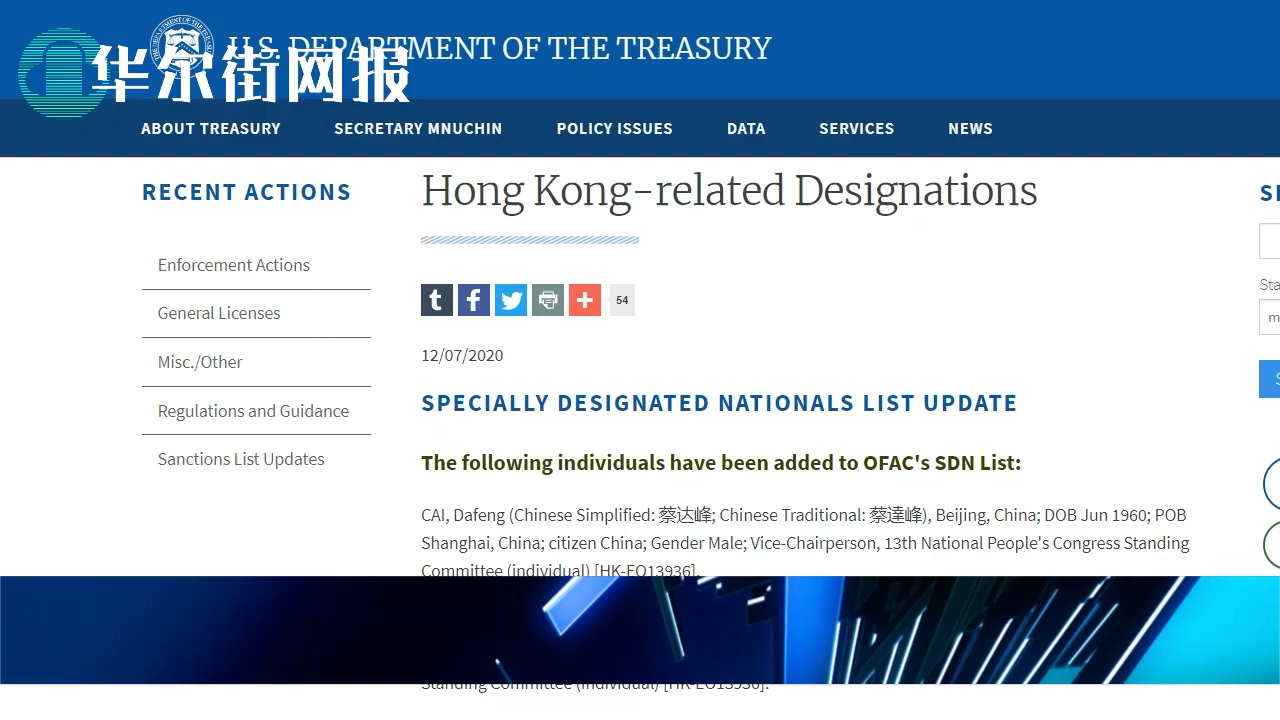 U.S. DEPARTMENT OF THE TREASURY
华尔街网报
ABOUT TREASURY
SECRETARY MNUCHIN
POLICY ISSUES
DATA
SERVICES
NEWS
RECENT ACTIONS
Enforcement Actions
General Licenses
Misc./Other
Regulations and Guidance
Sanctions List Updates
Hong Kong-related Designations
54
12/07/2020
SPECIALLY DESIGNATED NATIONALS LIST UPDATE
The following individuals have been added to OFAC's SDN List:
CAI, Dafeng (Chinese Simplified: 蔡达峰; Chinese Traditional: 蔡達峰), Beijing, China; DOB Jun 1960; POB
Shanghai, China; citizen China; Gender Male; Vice-Chairperson, 13th National People's Congress Standing
Committee (individual) [HK-EO13936].
Standing Committee (individual) [HK-EO13936].